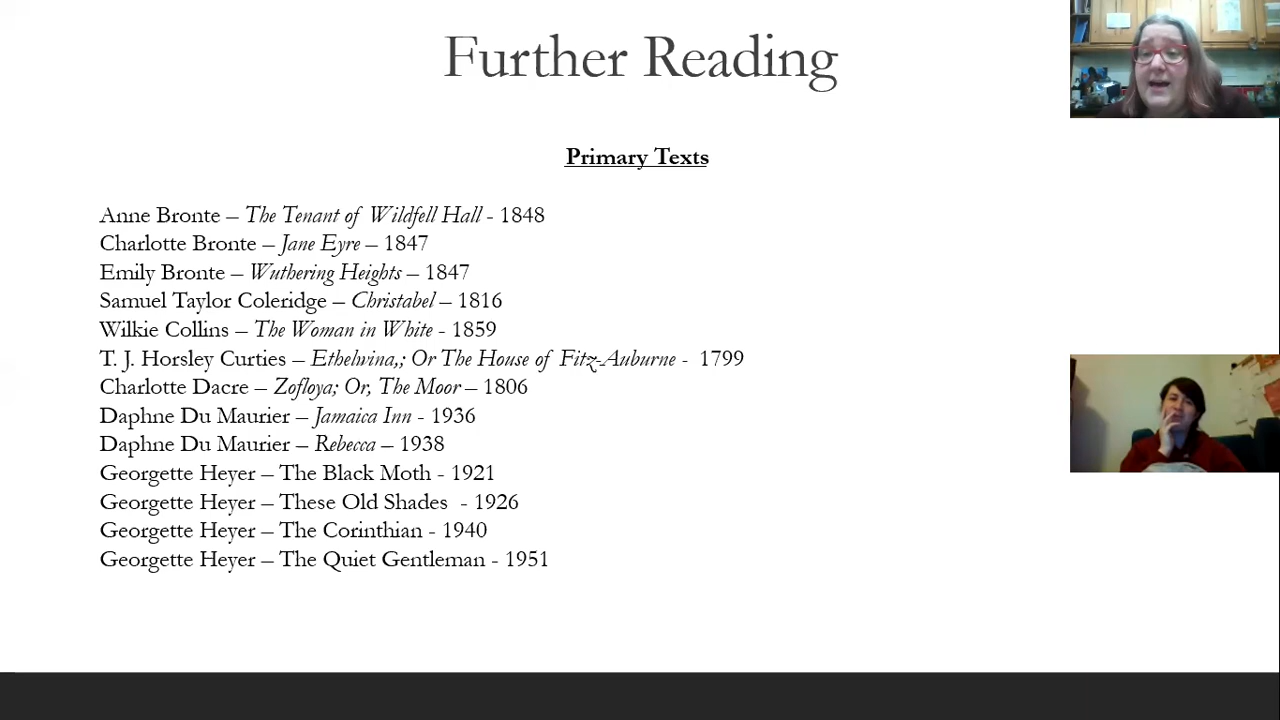 Further Reading
Primary Texts
Anne Bronte – The Tenant of Wildfell Hall - 1848
Charlotte Bronte – Jane Eyre – 1847
Emily Bronte – Wuthering Heights – 1847
Samuel Taylor Coleridge – Christabel – 1816
Wilkie Collins – The Woman in White - 1859
T. J. Horsley Curties – Ethelwina,; Or The House of Fitz-Auburne - 1799
Charlotte Dacre – Zofloya; Or, The Moor – 1806
Daphne Du Maurier – Jamaica Inn - 1936
Daphne Du Maurier – Rebecca – 1938
Georgette Heyer – The Black Moth - 1921
Georgette Heyer – These Old Shades - 1926
Georgette Heyer – The Corinthian - 1940
Georgette Heyer – The Quiet Gentleman - 1951